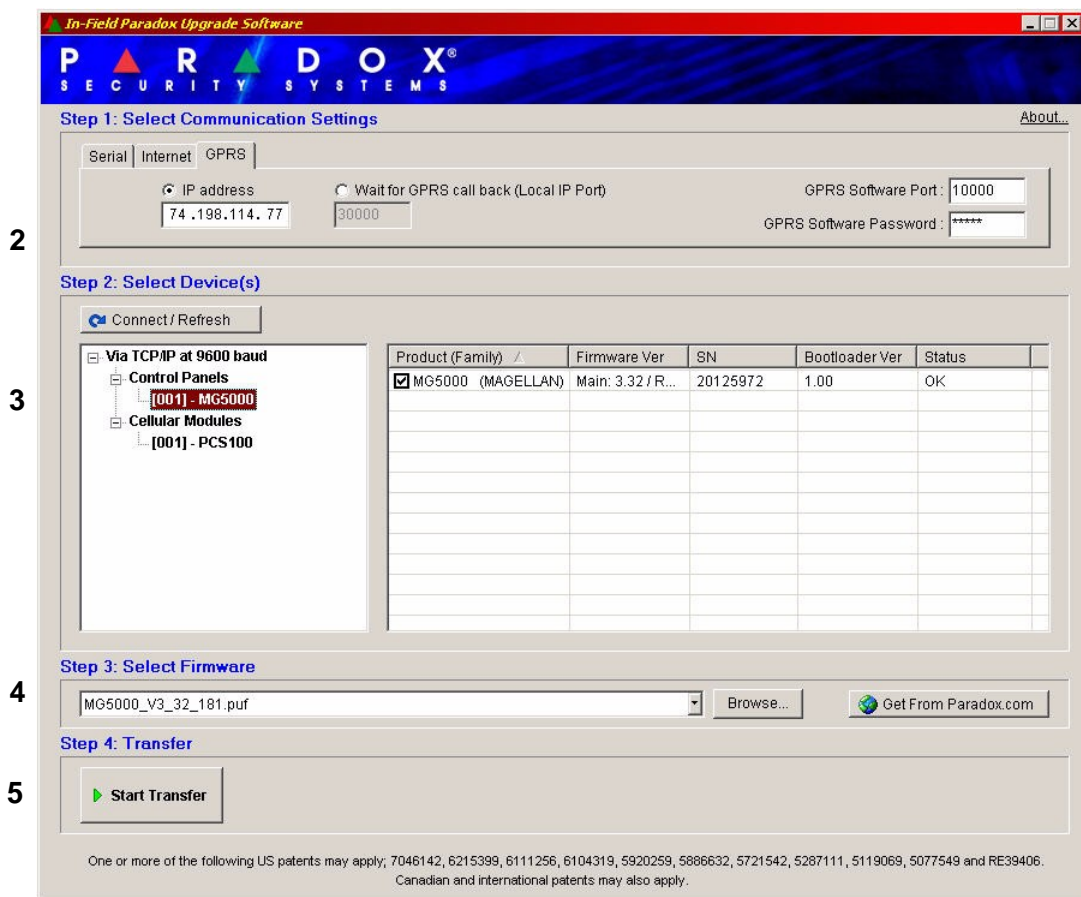 In-Field Paradox Upgrade Software
PARADOX®
SECURITY SYSTEMS
Step 1: Select Communication Settings
About...
Serial Internet GPRS
IP address
Wait for GPRS call back (Local IP Port)
GPRS Software Port : 10000
74 .198.114. 77
30000
GPRS Software Password : *****
2
Step 2: Select Device(s)
Connect / Refresh
Via TCP/IP at 9600 baud
Control Panels
[001] - MG5000
Cellular Modules
[001] - PCS100
Product (Family) Firmware Ver SN Bootloader Ver Status
MG5000 (MAGELLAN) Main: 3.32 / R... 20125972 1.00 OK
3
Step 3: Select Firmware
4
MG5000_V3_32_181.puf
Browse...
Get From Paradox.com
Step 4: Transfer
5
Start Transfer
One or more of the following US patents may apply; 7046142, 6215399, 6111256, 6104319, 5920259, 5886632, 5721542, 5287111, 5119069, 5077549 and RE39406.
Canadian and international patents may also apply.